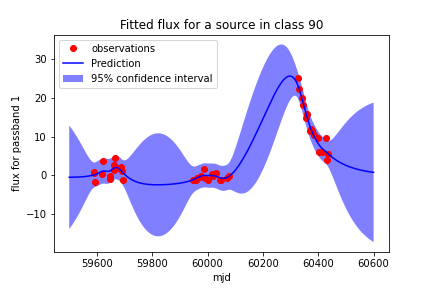 Fitted flux for a source in class 90
observations
Prediction
95% confidence interval
flux for passband 1
30
20
10
0
−10
59600 59800 60000 60200 60400 60600
mjd